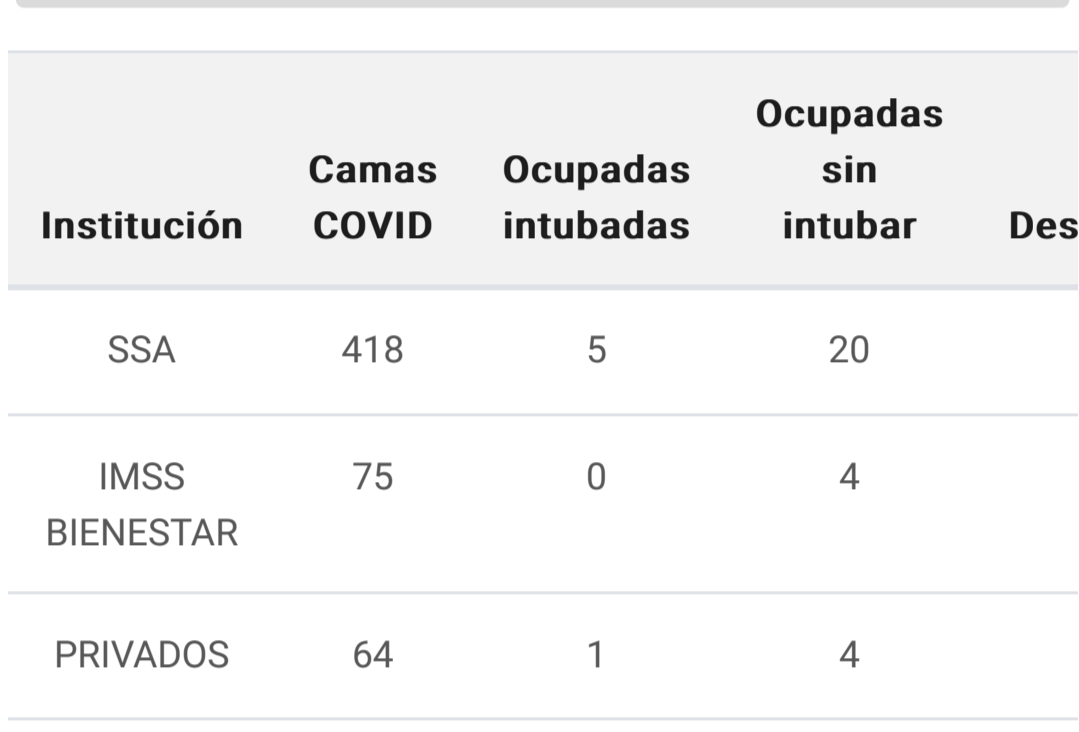 Institución Camas COVID Ocupadas intubadas Ocupadas sin intubar Des
SSA 418 5 20
IMSS BIENESTAR 75 0 4
PRIVADOS 64 1 4